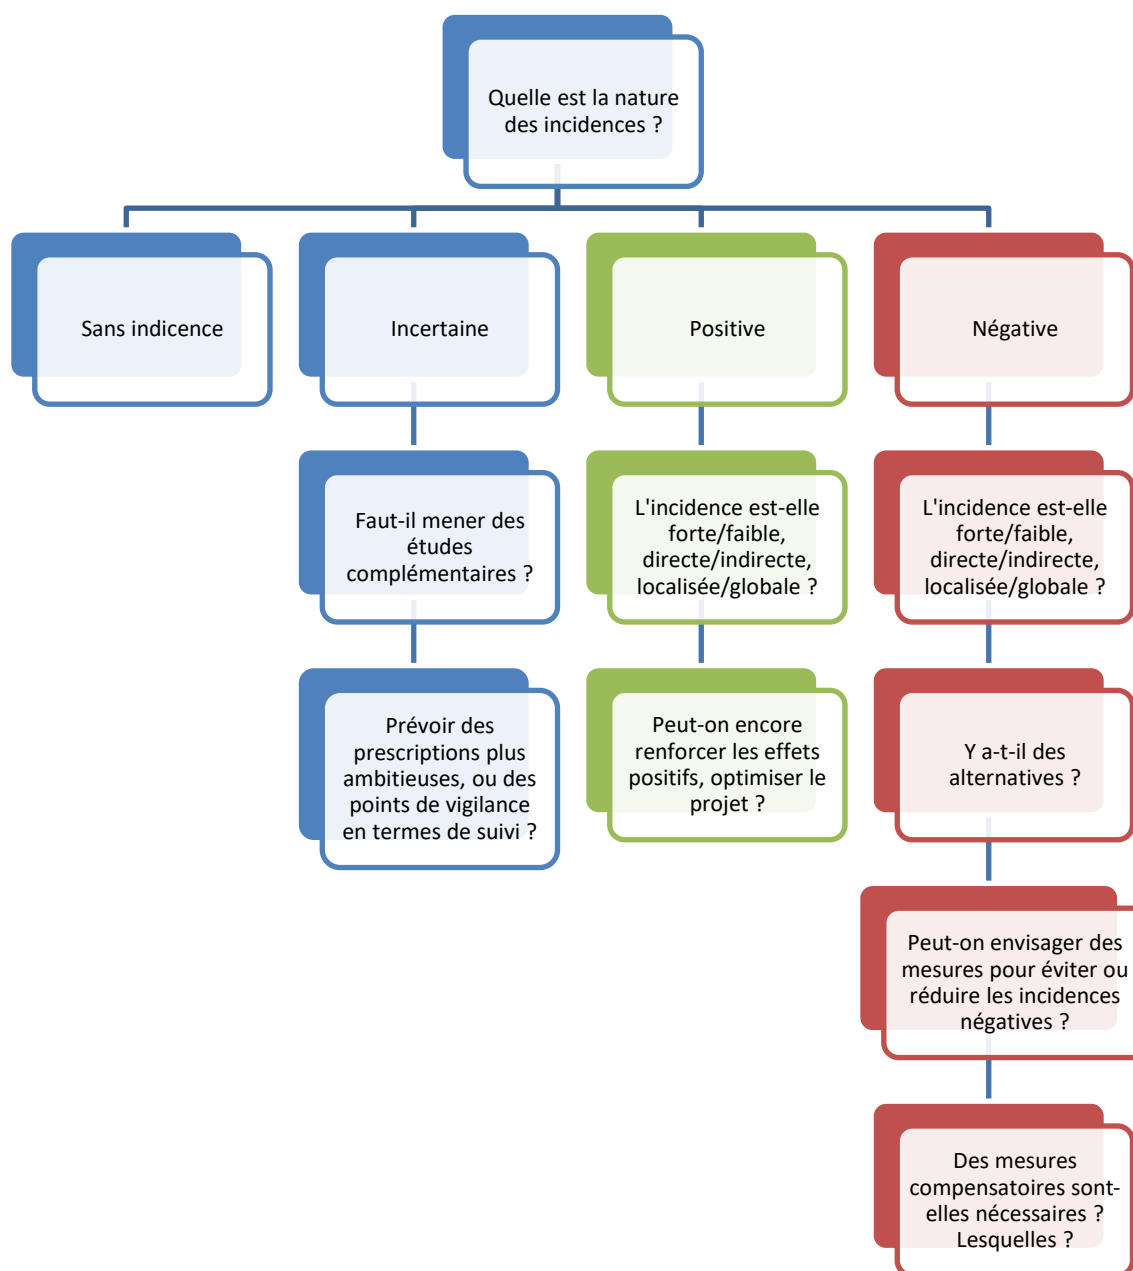 Quelle est la nature
des incidences ?
Sans indicence
Incertaine
Positive
Négative
Faut-il mener des
études
complémentaires ?
L'incidence est-elle
forte/faible,
directe/indirecte,
localisée/globale ?
L'incidence est-elle
forte/faible,
directe/indirecte,
localisée/globale ?
Prévoir des
prescriptions plus
ambitieuses, ou des
points de vigilance
en termes de suivi ?
Peut-on encore
renforcer les effets
positifs, optimiser le
projet ?
Y a-t-il des
alternatives ?
Peut-on envisager des
mesures pour éviter ou
réduire les incidences
négatives ?
Des mesures
compensatoires sont-
elles nécessaires ?
Lesquelles ?